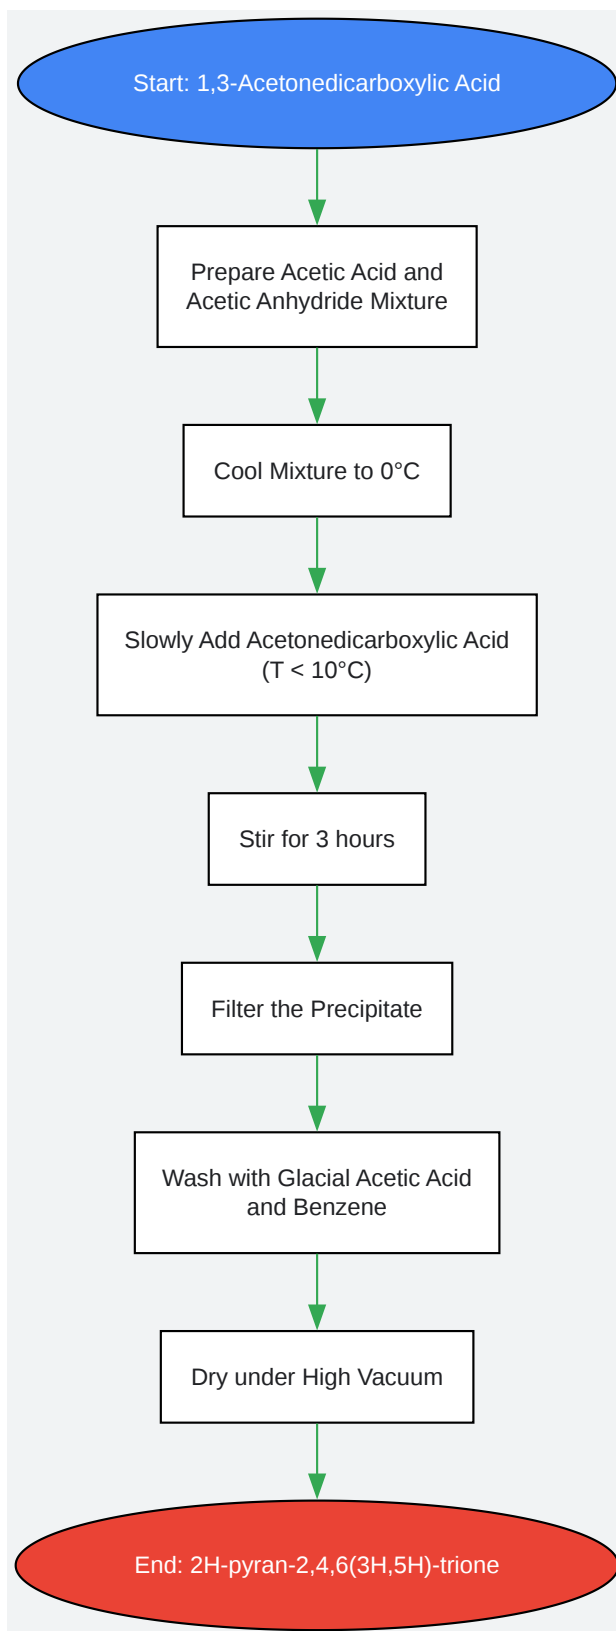 Start: 1,3-Acetonedicarboxylic Acid
Prepare Acetic Acid and
Acetic Anhydride Mixture
Cool Mixture to 0°C
Slowly Add Acetonedicarboxylic Acid
(T < 10°C)
Stir for 3 hours
Filter the Precipitate
Wash with Glacial Acetic Acid
and Benzene
Dry under High Vacuum
End: 2H-pyran-2,4,6(3H,5H)-trione